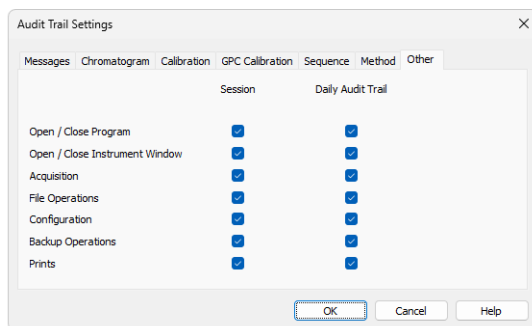 Audit Trail Settings
Messages Chromatogram Calibration GPC Calibration Sequence Method Other
Session Daily Audit Trail
Open / Close Program
Open / Close Instrument Window
Acquisition
File Operations
Configuration
Backup Operations
Prints
OK Cancel Help